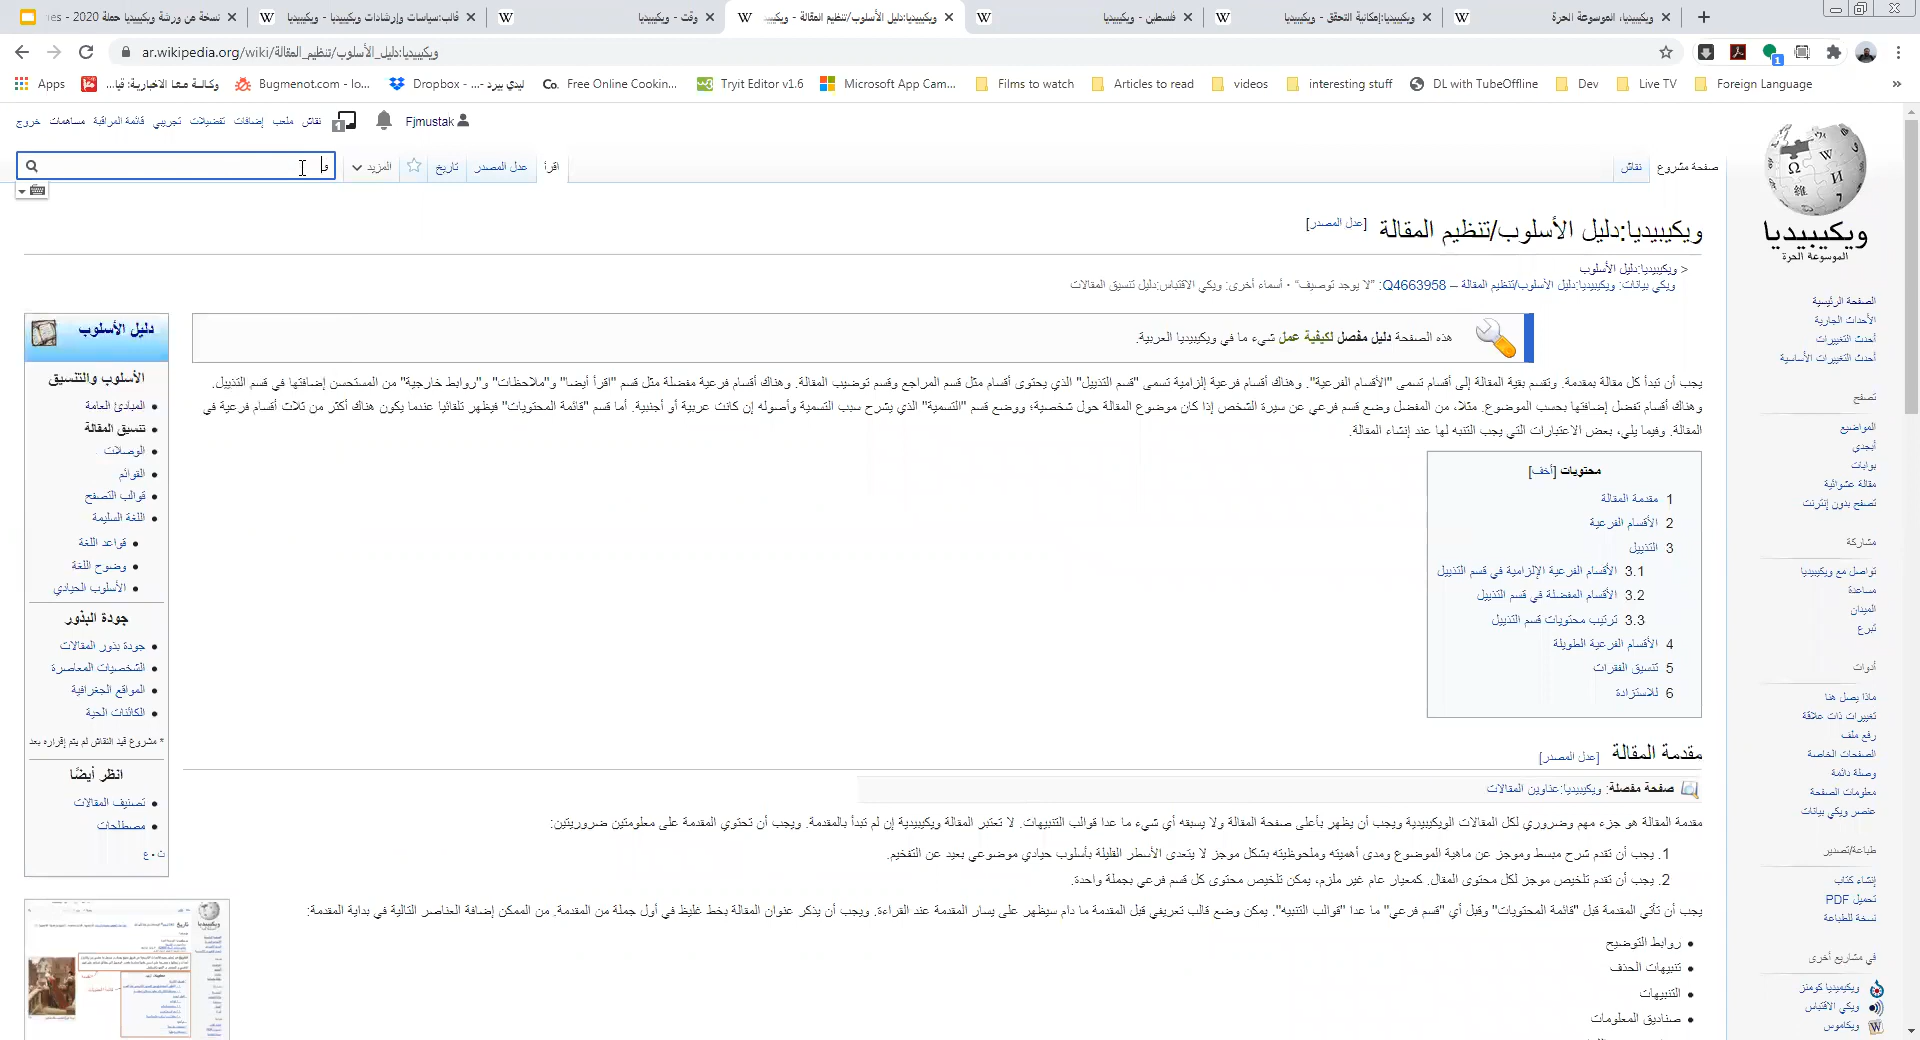 نسخة من ورشة ويكيبيديا حملة 2020 - ies
قالب:سياسات وإرشادات ويكيبيديا - ويكيبيديا
وقت - ويكيبيديا
ويكيبيديا:دليل الأسلوب/تنظيم المقالة - ويكيبيد
فلسطين - ويكيبيديا
ويكيبيديا:إمكانية التحقق - ويكيبيديا
ويكيبيديا، الموسوعة الحرة
ar.wikipedia.org/wiki/ويكيبيديا:دليل_الأسلوب/تنظيم_المقالة
Apps
وكالة معا الاخبارية: قيا...
Bugmenot.com - lo...
Dropbox - ...ليدي بيرد
Free Online Cookin...
Tryit Editor v1.6
Microsoft App Cam...
Films to watch
Articles to read
videos
interesting stuff
DL with TubeOffline
Dev
Live TV
Foreign Language
Fjmustak
نقاش
ملعب
إضافات
تفضيلات
تجريبي
قائمة المراقبة
مساهمات
خروج
صفحة مشروع
نقاش
اقرأ
عدل المصدر
تاريخ
المزيد
و
ويكيبيديا
الموسوعة الحرة
ويكيبيديا:دليل الأسلوب/تنظيم المقالة [عدل المصدر]
< ويكيبيديا:دليل الأسلوب
ويكي بيانات: ويكيبيديا:دليل الأسلوب/تنظيم المقالة – Q4663958: "لا يوجد توصيف" · أسماء أخرى: ويكي الاقتباس:دليل تنسيق المقالات
هذه الصفحة دليل مفصل لكيفية عمل شيء ما في ويكيبيديا العربية.
يجب أن تبدأ كل مقالة بمقدمة. وتقسم بقية المقالة إلى أقسام تسمى "الأقسام الفرعية". وهناك أقسام فرعية إلزامية تسمى "قسم التذييل" الذي يحتوى أقسام مثل قسم المراجع وقسم توضيب المقالة. وهناك أقسام فرعية مفضلة مثل قسم "اقرأ أيضا" و"ملاحظات" و"روابط خارجية" من المستحسن إضافتها في قسم التذييل.
وهناك أقسام تفضل إضافتها بحسب الموضوع. مثلا، من المفضل وضع قسم فرعي عن سيرة الشخص إذا كان موضوع المقالة حول شخصية؛ ووضع قسم "التسمية" الذي يشرح سبب التسمية وأصوله إن كانت عربية أو أجنبية. أما قسم "قائمة المحتويات" فيظهر تلقائيا عندما يكون هناك أكثر من ثلاث أقسام فرعية في
المقالة. وفيما يلي، بعض الاعتبارات التي يجب التنبه لها عند إنشاء المقالة.
محتويات [أخف]
1 مقدمة المقالة
2 الأقسام الفرعية
3 التذييل
3.1 الأقسام الفرعية الإلزامية في قسم التذييل
3.2 الأقسام المفضلة في قسم التذييل
3.3 ترتيب محتويات قسم التذييل
4 الأقسام الفرعية الطويلة
5 تنسيق الفقرات
6 للاستزادة
مقدمة المقالة [عدل المصدر]
صفحة مفصلة: ويكيبيديا:عناوين المقالات
مقدمة المقالة هو جزء مهم وضروري لكل المقالات الويكيبيدية ويجب أن يظهر بأعلى صفحة المقالة ولا يسبقه أي شيء ما عدا قوالب التنبيهات. لا تعتبر المقالة ويكيبيدية إن لم تبدأ بالمقدمة. ويجب أن تحتوي المقدمة على معلومتين ضروريتين:
1. يجب أن تقدم شرح مبسط وموجز عن ماهية الموضوع ومدى أهميته وملحوظيته بشكل موجز لا يتعدى الأسطر القليلة بأسلوب حيادي موضوعي بعيد عن التفخيم.
2. يجب أن تقدم تلخيص موجز لكل محتوى المقال. كمعيار عام غير ملزم، يمكن تلخيص محتوى كل قسم فرعي بجملة واحدة.
يجب أن تأتي المقدمة قبل "قائمة المحتويات" وقبل أي "قسم فرعي" ما عدا "قوالب التنبيه". يمكن وضع قالب تعريفي قبل المقدمة ما دام سيظهر على يسار المقدمة عند القراءة. ويجب أن يذكر عنوان المقالة بخط غليظ في أول جملة من المقدمة. من الممكن إضافة العناصر التالية في بداية المقدمة:
روابط التوضيح
تنبيهات الحذف
التنبيهات
صناديق المعلومات
دليل الأسلوب
الأسلوب والتنسيق
المبادئ العامة
تنسيق المقالة
الوصلات
القوائم
قوالب التصفح
اللغة السليمة
قواعد اللغة
وضوح اللغة
الأسلوب الحيادي
جودة البذور
جودة بذور المقالات
الشخصيات المعاصرة
المواقع الجغرافية
الكائنات الحية
* مشروع قيد النقاش لم يتم إقراره بعد
انظر أيضًا
تصنيف المقالات
مصطلحات
ن · ع
الصفحة الرئيسية
الأحداث الجارية
أحدث التغييرات
أحدث التغييرات الأساسية
تصفح
المواضيع
أبجدي
بوابات
مقالة عشوائية
تصفح بدون إنترنت
مشاركة
تواصل مع ويكيبيديا
مساعدة
الميدان
تبرع
أدوات
ماذا يصل هنا
تغييرات ذات علاقة
رفع ملف
الصفحات الخاصة
وصلة دائمة
معلومات الصفحة
عنصر ويكي بيانات
طباعة/تصدير
إنشاء كتاب
تحميل PDF
نسخة للطباعة
في مشاريع أخرى
ويكيميديا كومنز
ويكي الاقتباس
ويكاموس